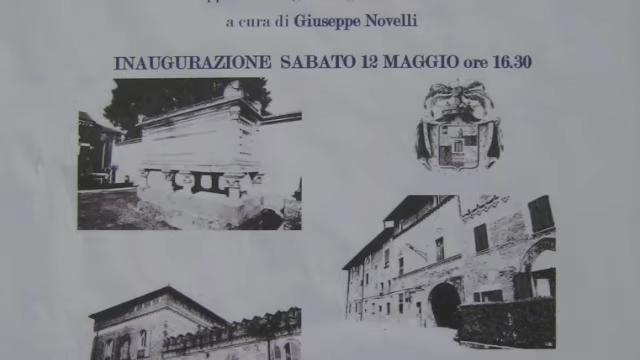 a cura di Giuseppe Novelli
INAUGURAZIONE SABATO 12 MAGGIO ore 16.30